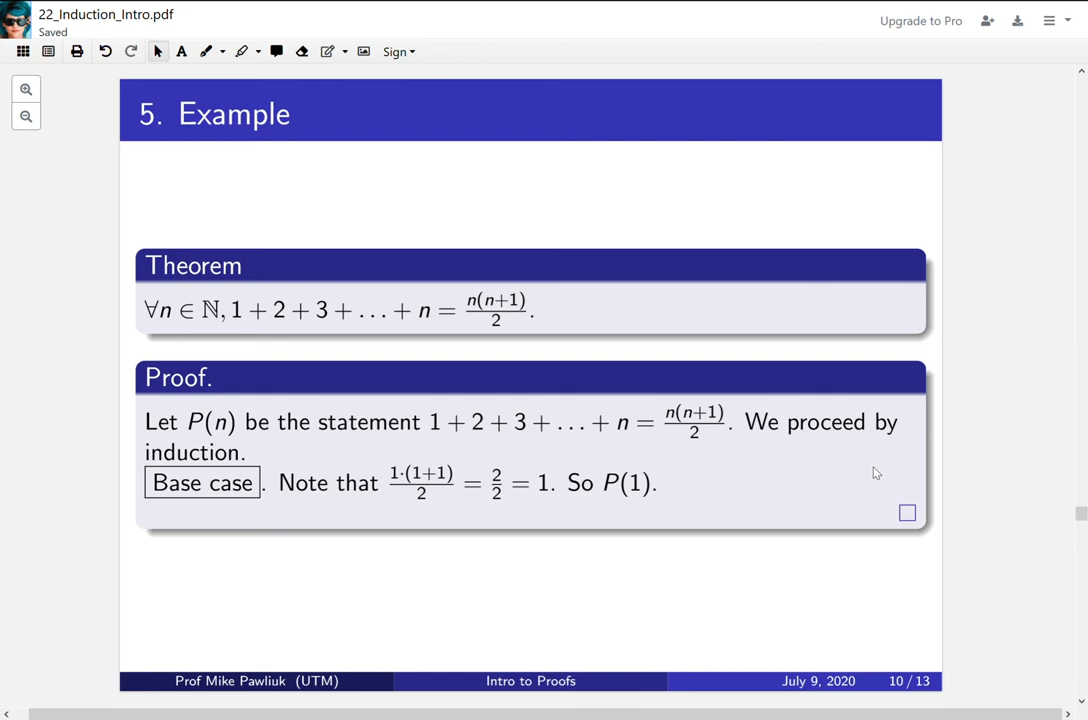 22_Induction_Intro.pdf
Saved
Upgrade to Pro
A
Sign
5. Example
Theorem
∀n ∈ ℕ, 1 + 2 + 3 + . . . + n = n(n+1)/2.
Proof.
Let P(n) be the statement 1 + 2 + 3 + . . . + n = n(n+1)/2. We proceed by
induction.
Base case. Note that 1·(1+1)/2 = 2/2 = 1. So P(1).
Prof Mike Pawliuk (UTM) Intro to Proofs July 9, 2020 10 / 13